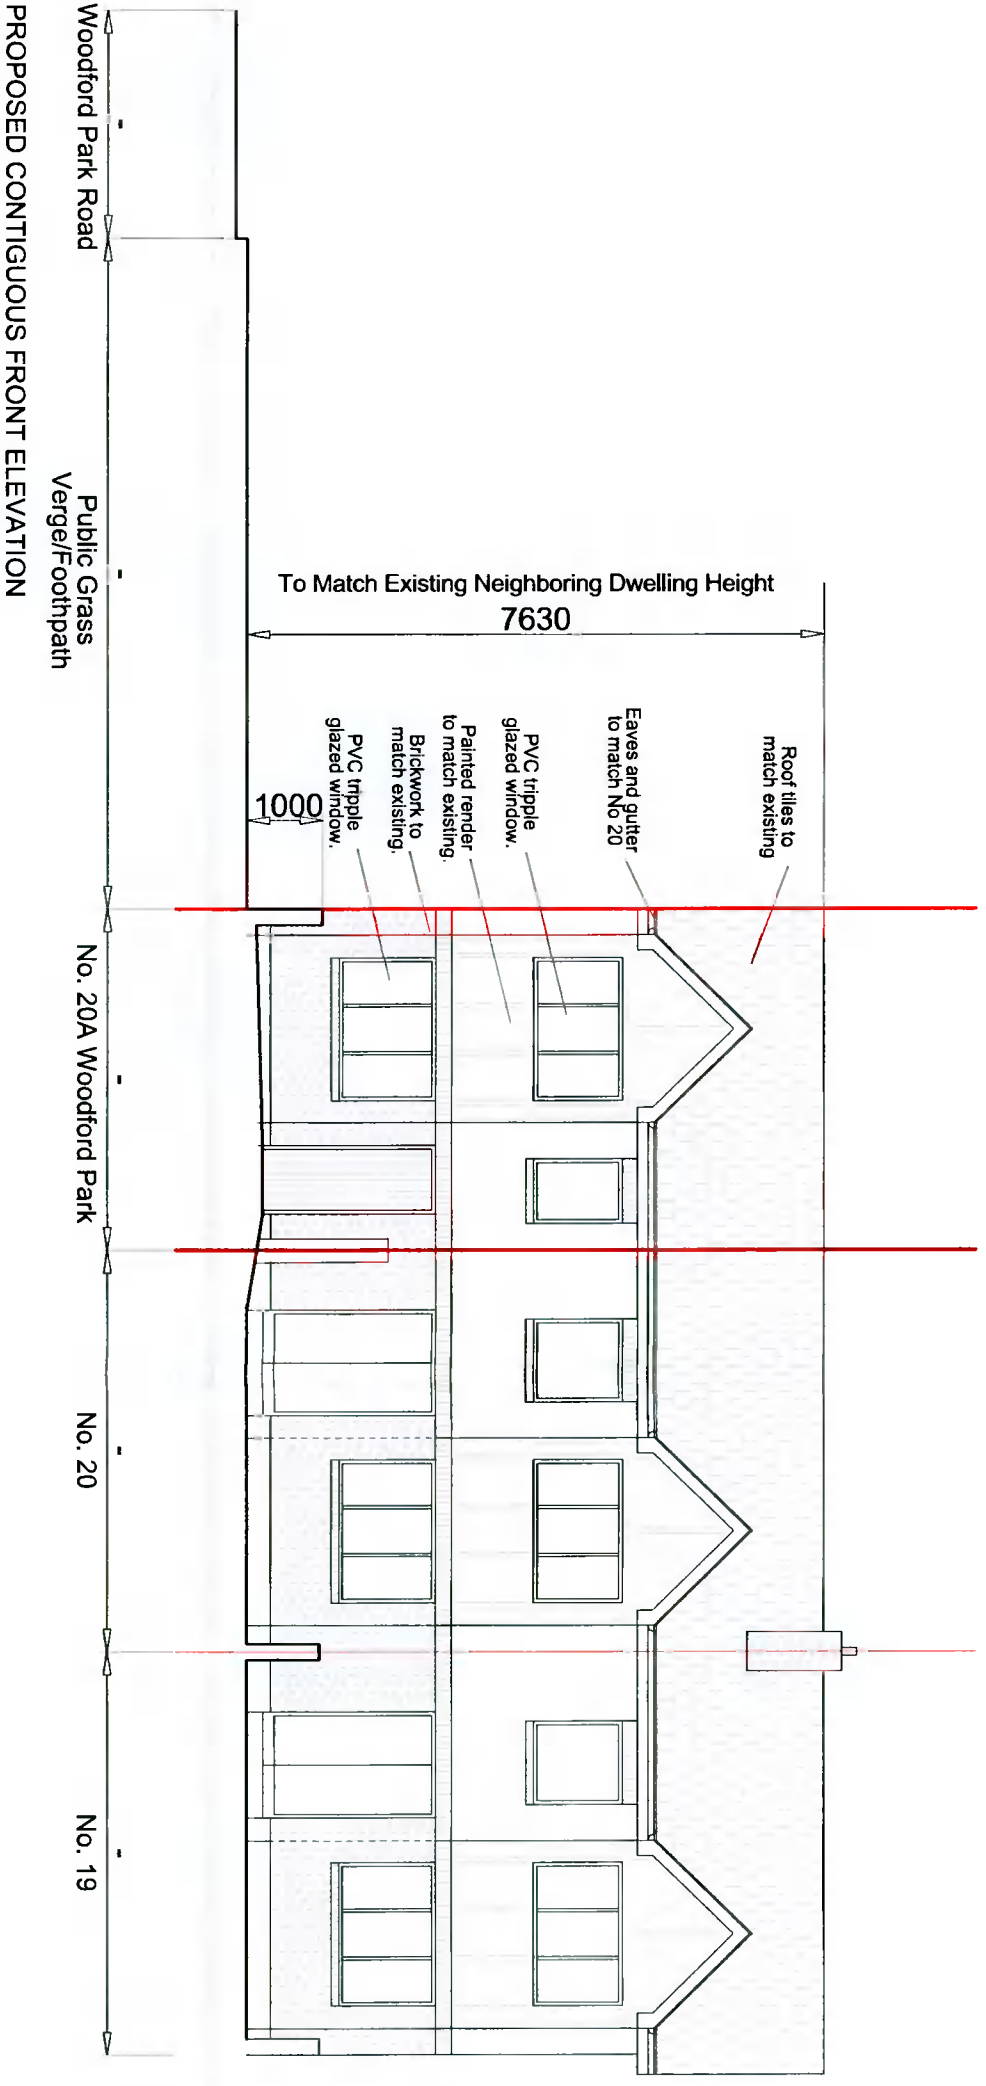 Roof tiles to
match existing
Eaves and gutter
to match No 20
PVC tripple
glazed window.
Painted render
to match existing.
Brickwork to
match existing.
PVC tripple
glazed window.
To Match Existing Neighboring Dwelling Height
7630
1000
Woodford Park Road
Public Grass
Verge/Foothpath
No. 20A Woodford Park
No. 20
No. 19
PROPOSED CONTIGUOUS FRONT ELEVATION